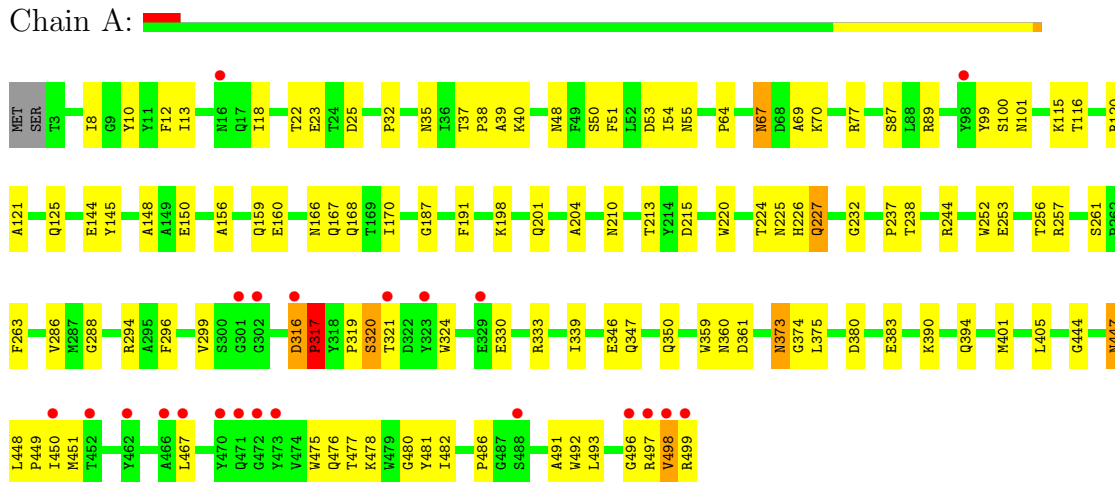 Chain A:
MET SER T3 I8 G9 Y10 Y11 F12 I13 N16 Q17 I18 T22 E23 T24 D25 P32 N35 I36 T37 P38 A39 K40 N48 F49 S50 F51 L52 D53 I54 N55 P64 N67 D68 A69 K70 R77 S87 L88 R89 Y98 Y99 S100 N101 K115 T116
A121 Q125 E144 Y145 A148 A149 E150 A156 Q159 E160 N166 Q167 Q168 T169 I170 G187 F191 K198 Q201 A204 N210 T213 Y214 D215 W220 T224 N225 H226 Q227 G232 P237 T238 R244 W252 E253 T256 R257 S261
F263 V286 M287 G288 R294 A295 F296 V299 S300 G301 G302 D316 P317 Y318 P319 S320 T321 D322 Y323 W324 E329 E330 R333 I339 E346 Q347 Q350 W359 N360 D361 N373 G374 L375 D380 E383 K390 Q394 M401 L405 G444 N447
L448 P449 I450 M451 T452 Y462 A466 L467 Y470 Q471 G472 Y473 V474 W475 Q476 T477 K478 W479 G480 Y481 I482 P486 G487 S488 A491 W492 L493 G496 R497 V498 R499